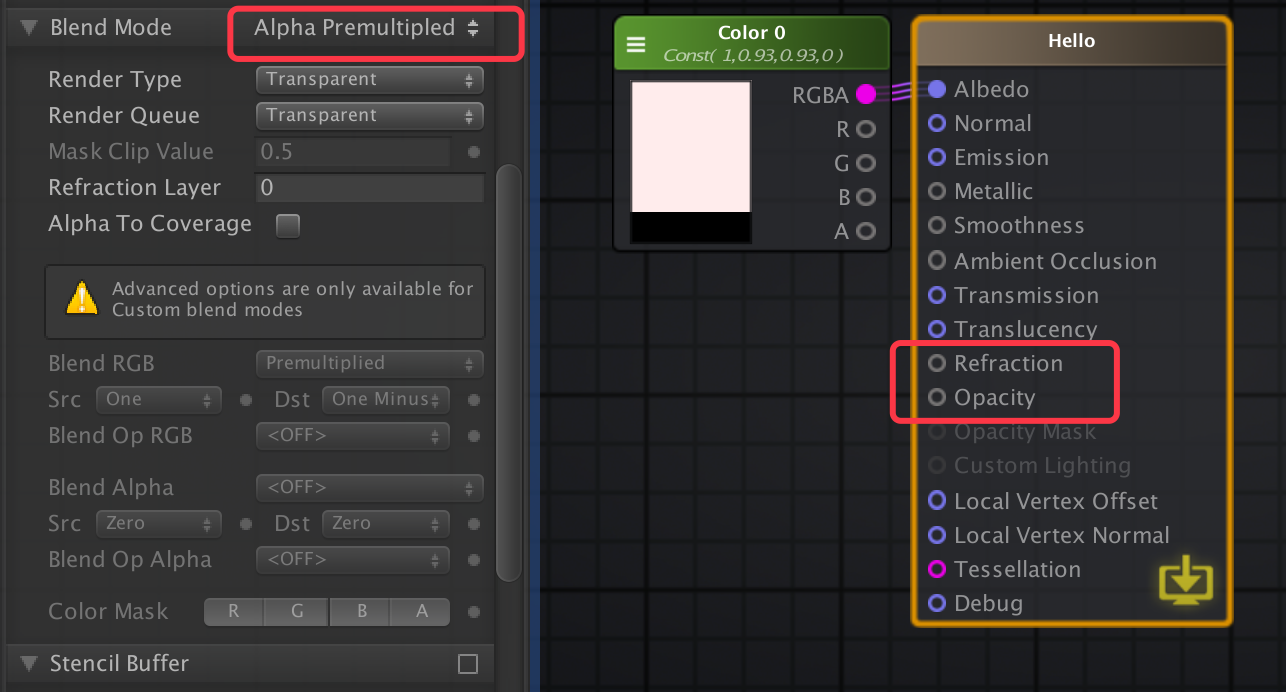 Blend Mode
Alpha Premultipled
Render Type
Transparent
Render Queue
Transparent
Mask Clip Value
0.5
Refraction Layer
0
Alpha To Coverage
Advanced options are only available for
Custom blend modes
Blend RGB
Premultiplied
Src
One
Dst
One Minus
Blend Op RGB
<OFF>
Blend Alpha
<OFF>
Src
Zero
Dst
Zero
Blend Op Alpha
<OFF>
Color Mask
R
G
B
A
Stencil Buffer
Color 0
Const( 1,0.93,0.93,0 )
RGBA
R
G
B
A
Hello
Albedo
Normal
Emission
Metallic
Smoothness
Ambient Occlusion
Transmission
Translucency
Refraction
Opacity
Opacity Mask
Custom Lighting
Local Vertex Offset
Local Vertex Normal
Tessellation
Debug